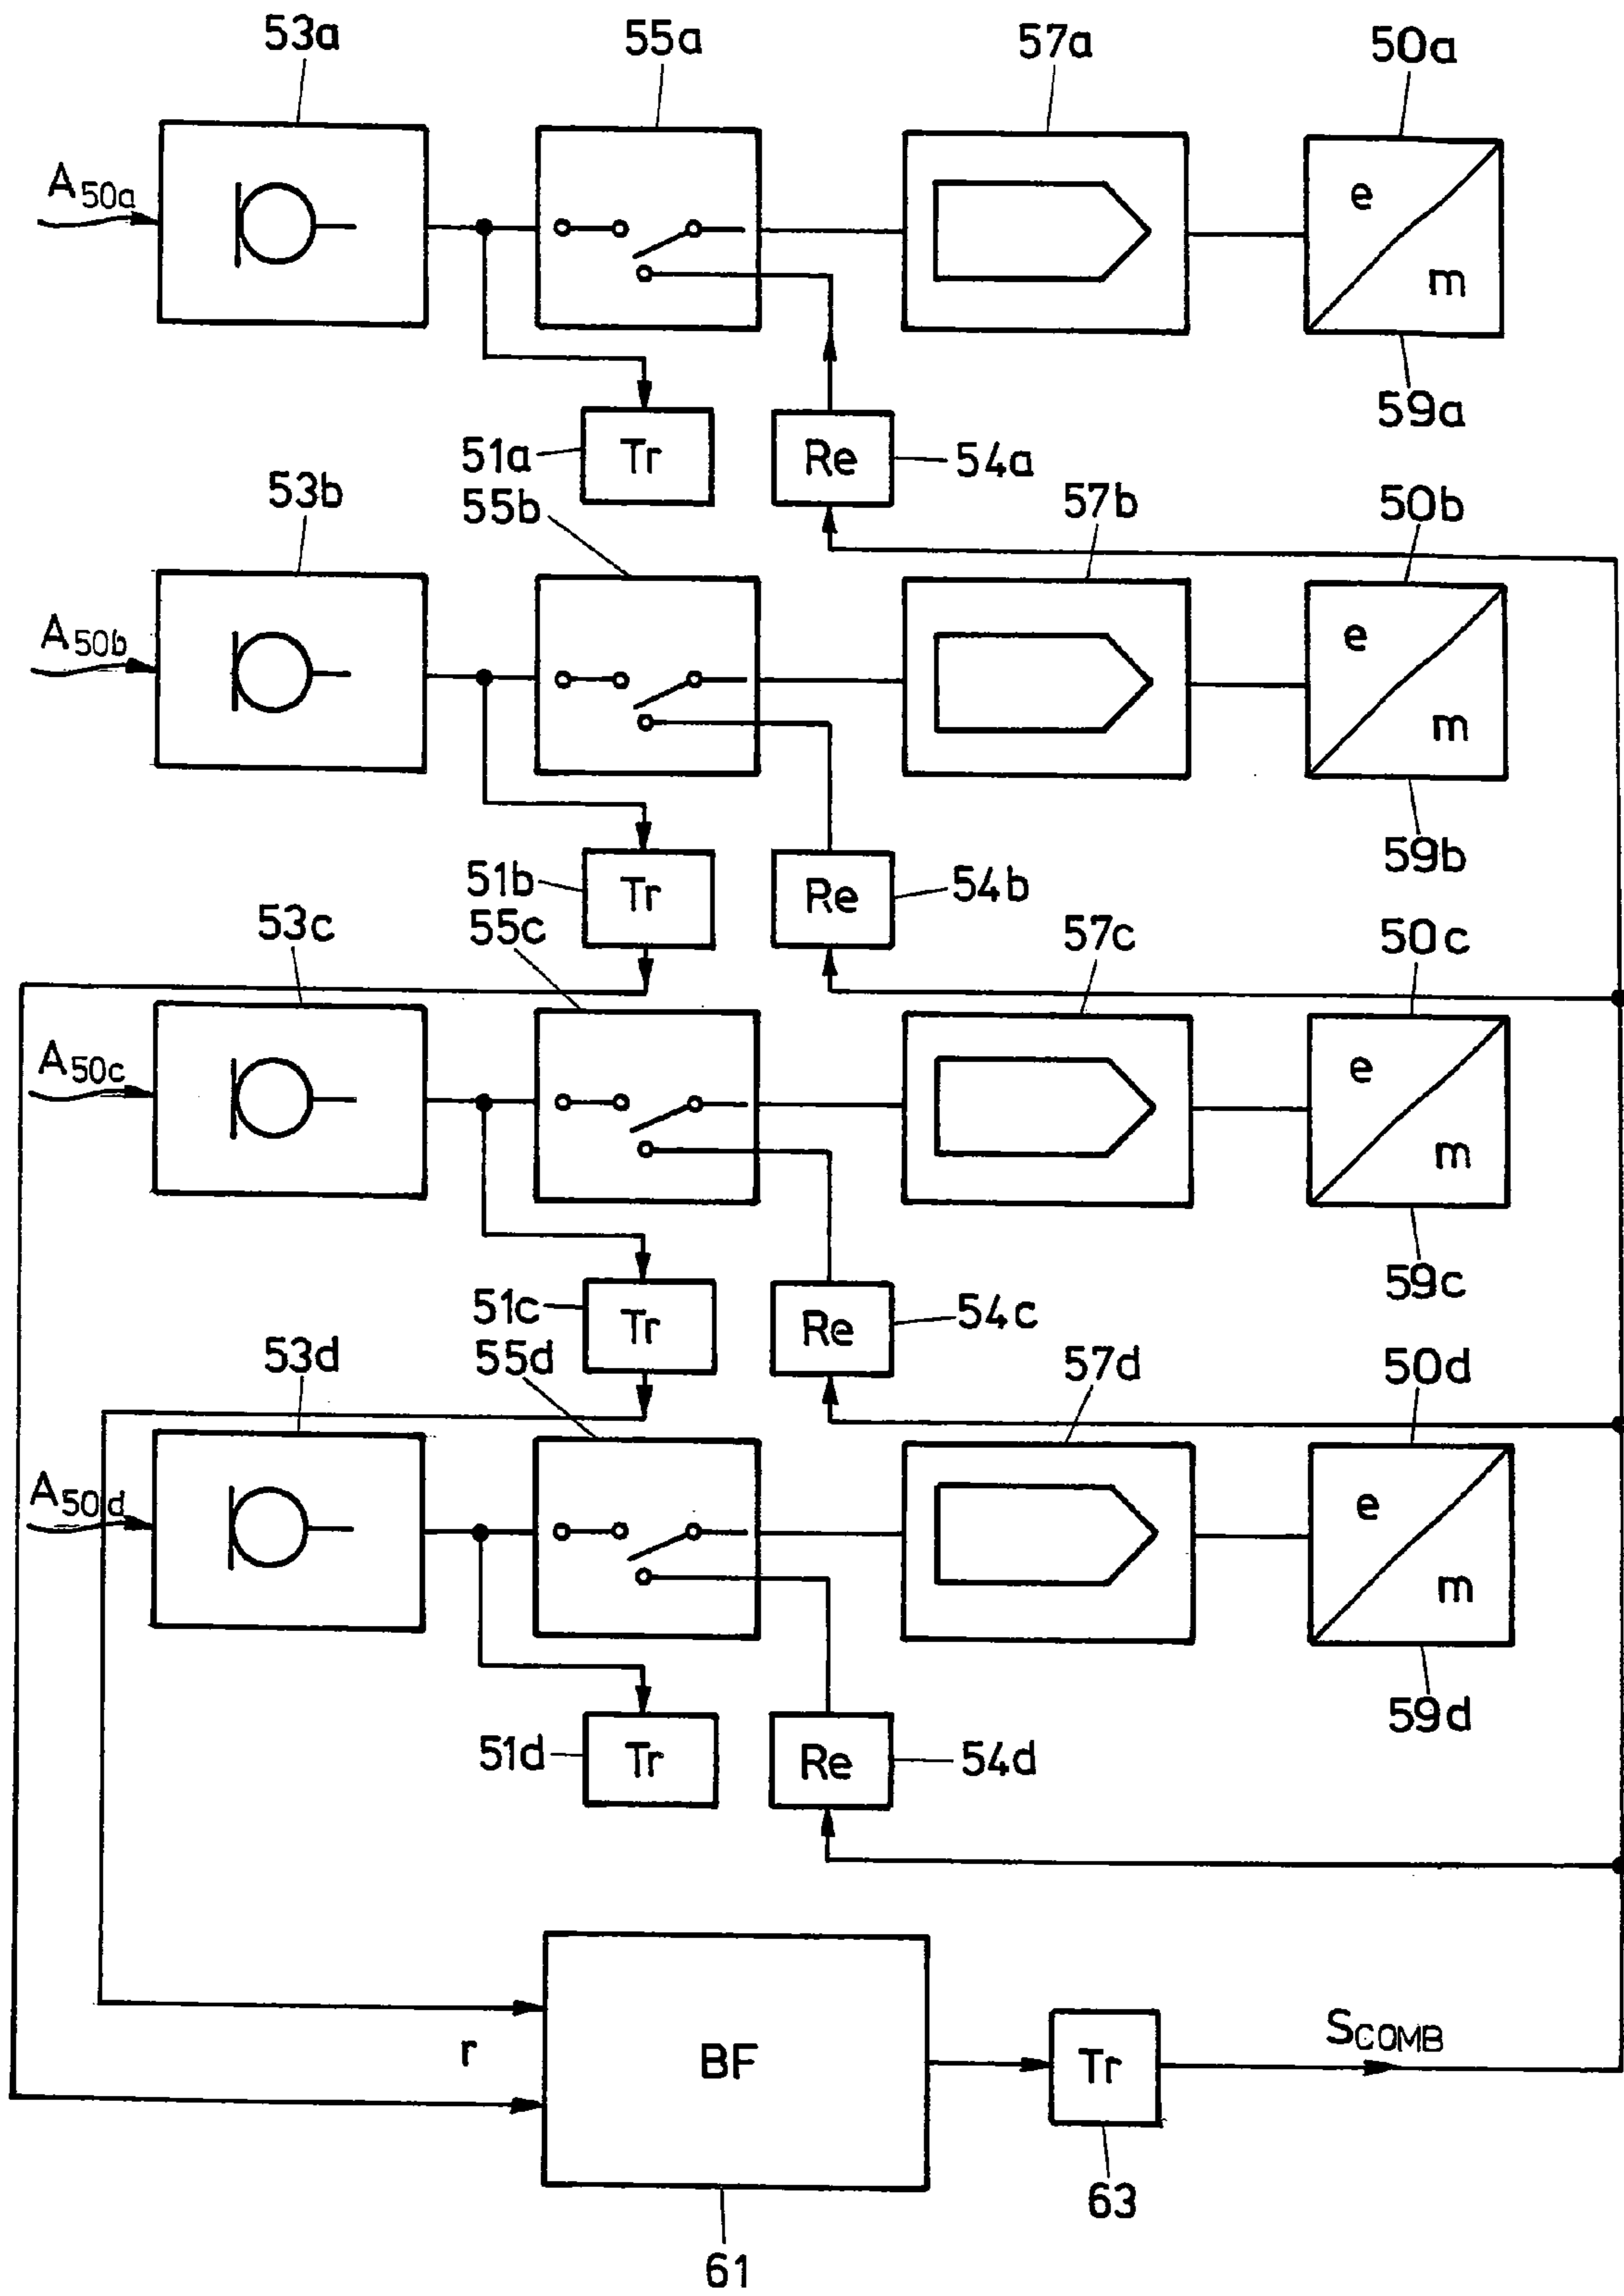 53a 55a 57a 50a
A50a
e
m
59a
51a Tr Re 54a
53b 55b 57b 50b
A50b
e
m
59b
51b Tr Re 54b
53c 55c 57c 50c
A50c
e
m
59c
51c Tr Re 54c
53d 55d 57d 50d
A50d
e
m
59d
51d Tr Re 54d
r BF Tr SCOMB
63
61